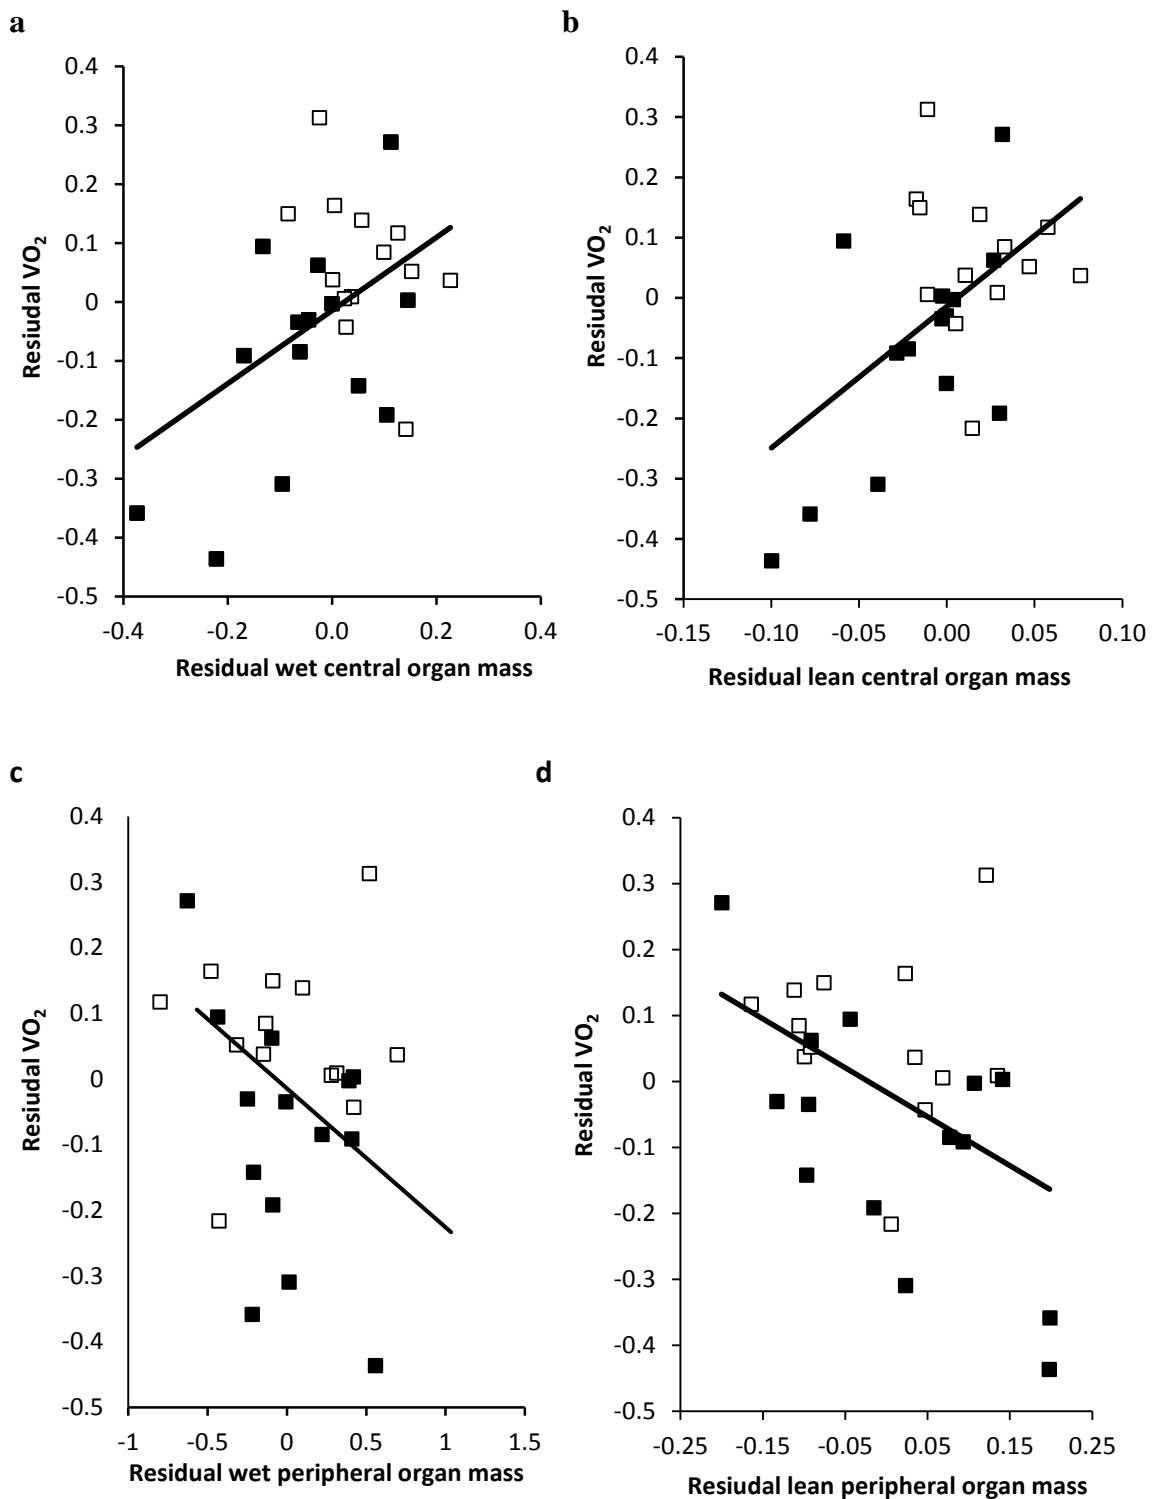 a
0.4
0.3
0.2
0.1
0
-0.1
-0.2
-0.3
-0.4
-0.5
-0.4 -0.2 0.0 0.2 0.4
Resiudal VO2
Residual wet central organ mass
b
0.4
0.3
0.2
0.1
0
-0.1
-0.2
-0.3
-0.4
-0.5
-0.15 -0.10 -0.05 0.00 0.05 0.10
Resiudal VO2
Residual lean central organ mass
c
0.4
0.3
0.2
0.1
0
-0.1
-0.2
-0.3
-0.4
-0.5
-1 -0.5 0 0.5 1 1.5
Resiudal VO2
Residual wet peripheral organ mass
d
0.4
0.3
0.2
0.1
0
-0.1
-0.2
-0.3
-0.4
-0.5
-0.25 -0.15 -0.05 0.05 0.15 0.25
Residual VO2
Resiudal lean peripheral organ mass